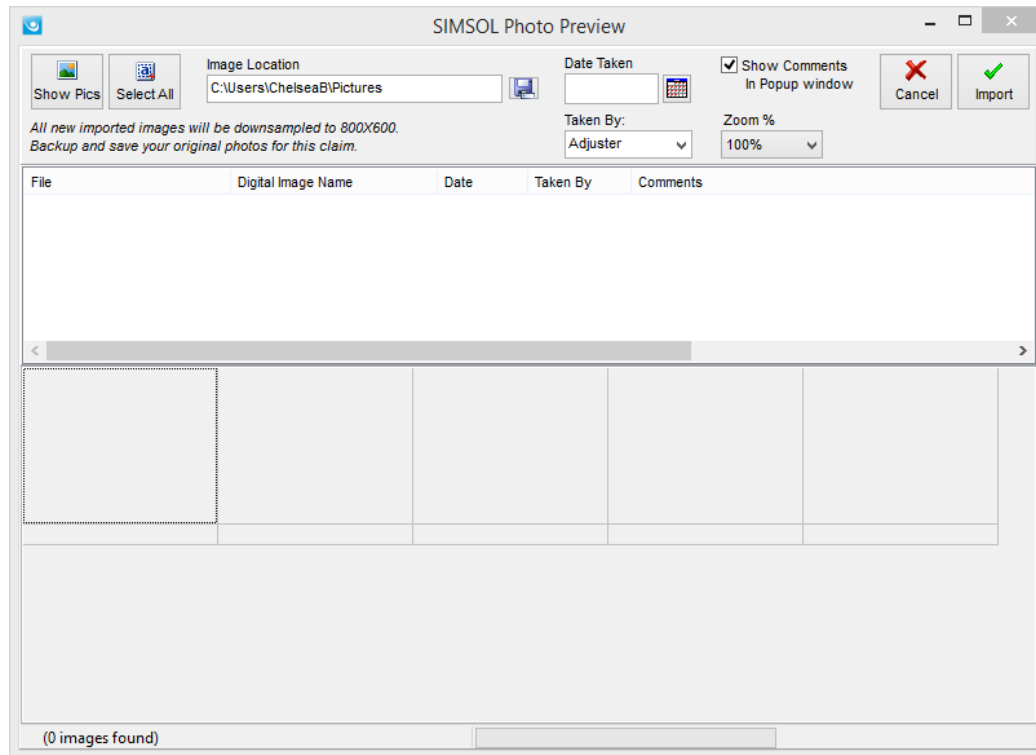 SIMSOL Photo Preview
Show Pics
Select All
Image Location
C:\Users\ChelseaB\Pictures
Date Taken
Show Comments
In Popup window
Cancel
Import
All new imported images will be downsampled to 800X600.
Backup and save your original photos for this claim.
Taken By:
Adjuster
Zoom %
100%
File Digital Image Name Date Taken By Comments
(0 images found)